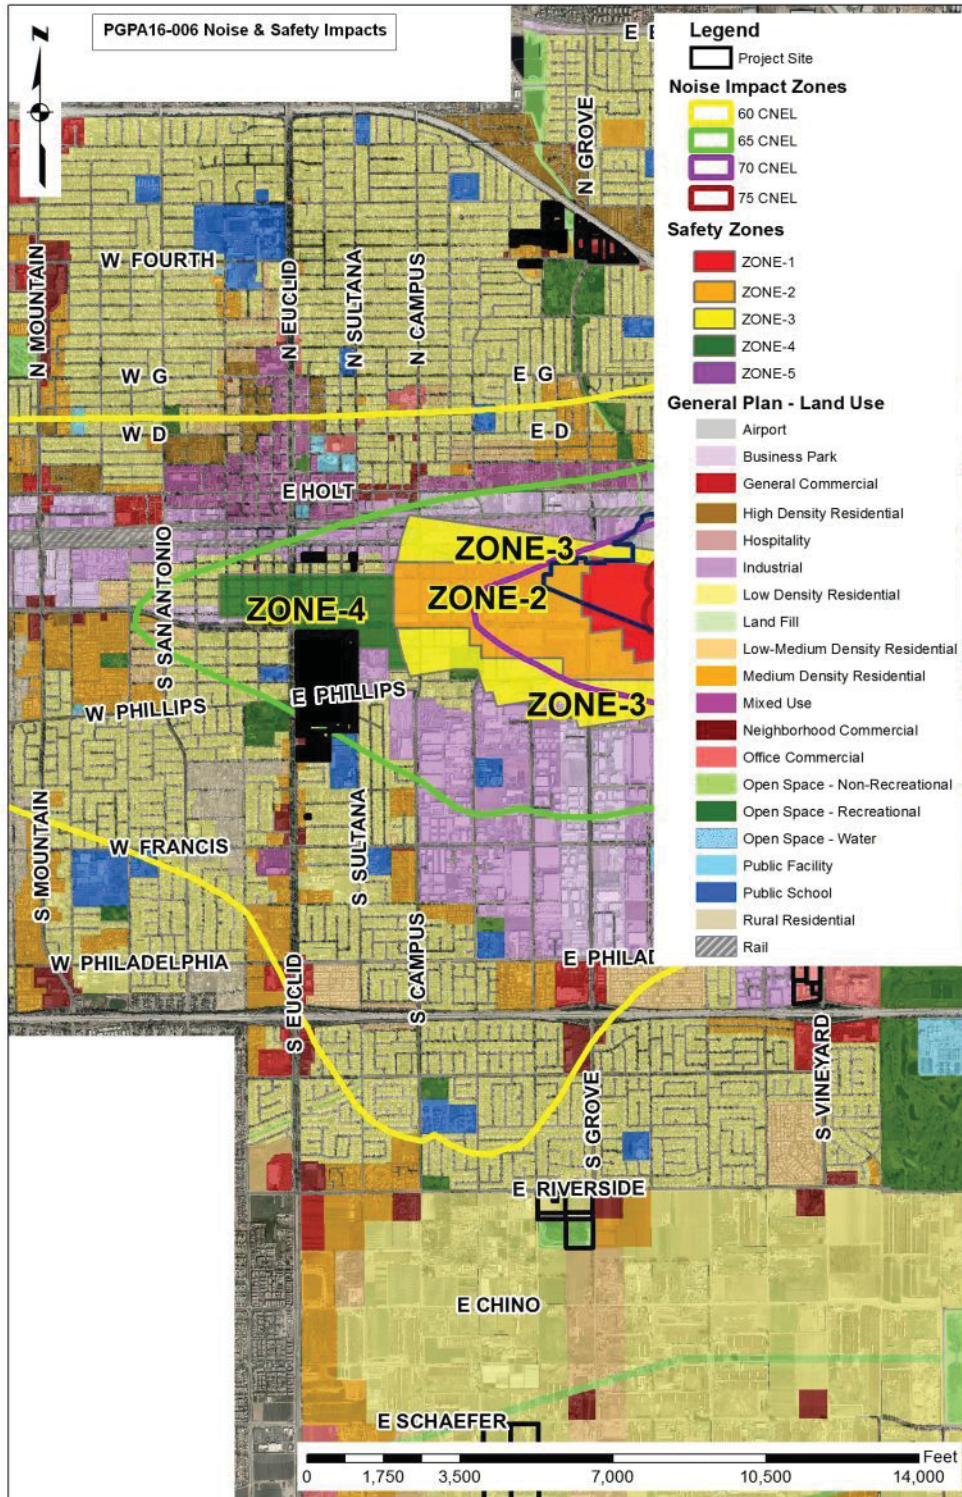 PGPA16-006 Noise & Safety Impacts
N
E E
Legend
Project Site
Noise Impact Zones
60 CNEL
65 CNEL
70 CNEL
75 CNEL
Safety Zones
ZONE-1
ZONE-2
ZONE-3
ZONE-4
ZONE-5
General Plan - Land Use
Airport
Business Park
General Commercial
High Density Residential
Hospitality
Industrial
Low Density Residential
Land Fill
Low-Medium Density Residential
Medium Density Residential
Mixed Use
Neighborhood Commercial
Office Commercial
Open Space - Non-Recreational
Open Space - Recreational
Open Space - Water
Public Facility
Public School
Rural Residential
Rail
N GROVE
W FOURTH
N MOUNTAIN
N EUCLID
N SULTANA
N CAMPUS
W G
E G
W D
E D
E HOLT
S SAN ANTONIO
ZONE-3
ZONE-2
ZONE-4
E PHILLIPS
W PHILLIPS
ZONE-3
S MOUNTAIN
W FRANCIS
S SULTANA
S CAMPUS
W PHILADELPHIA
E PHILAD
S EUCLID
S GROVE
S VINEYARD
E RIVERSIDE
E CHINO
E SCHAEFER
Feet
0 1,750 3,500 7,000 10,500 14,000